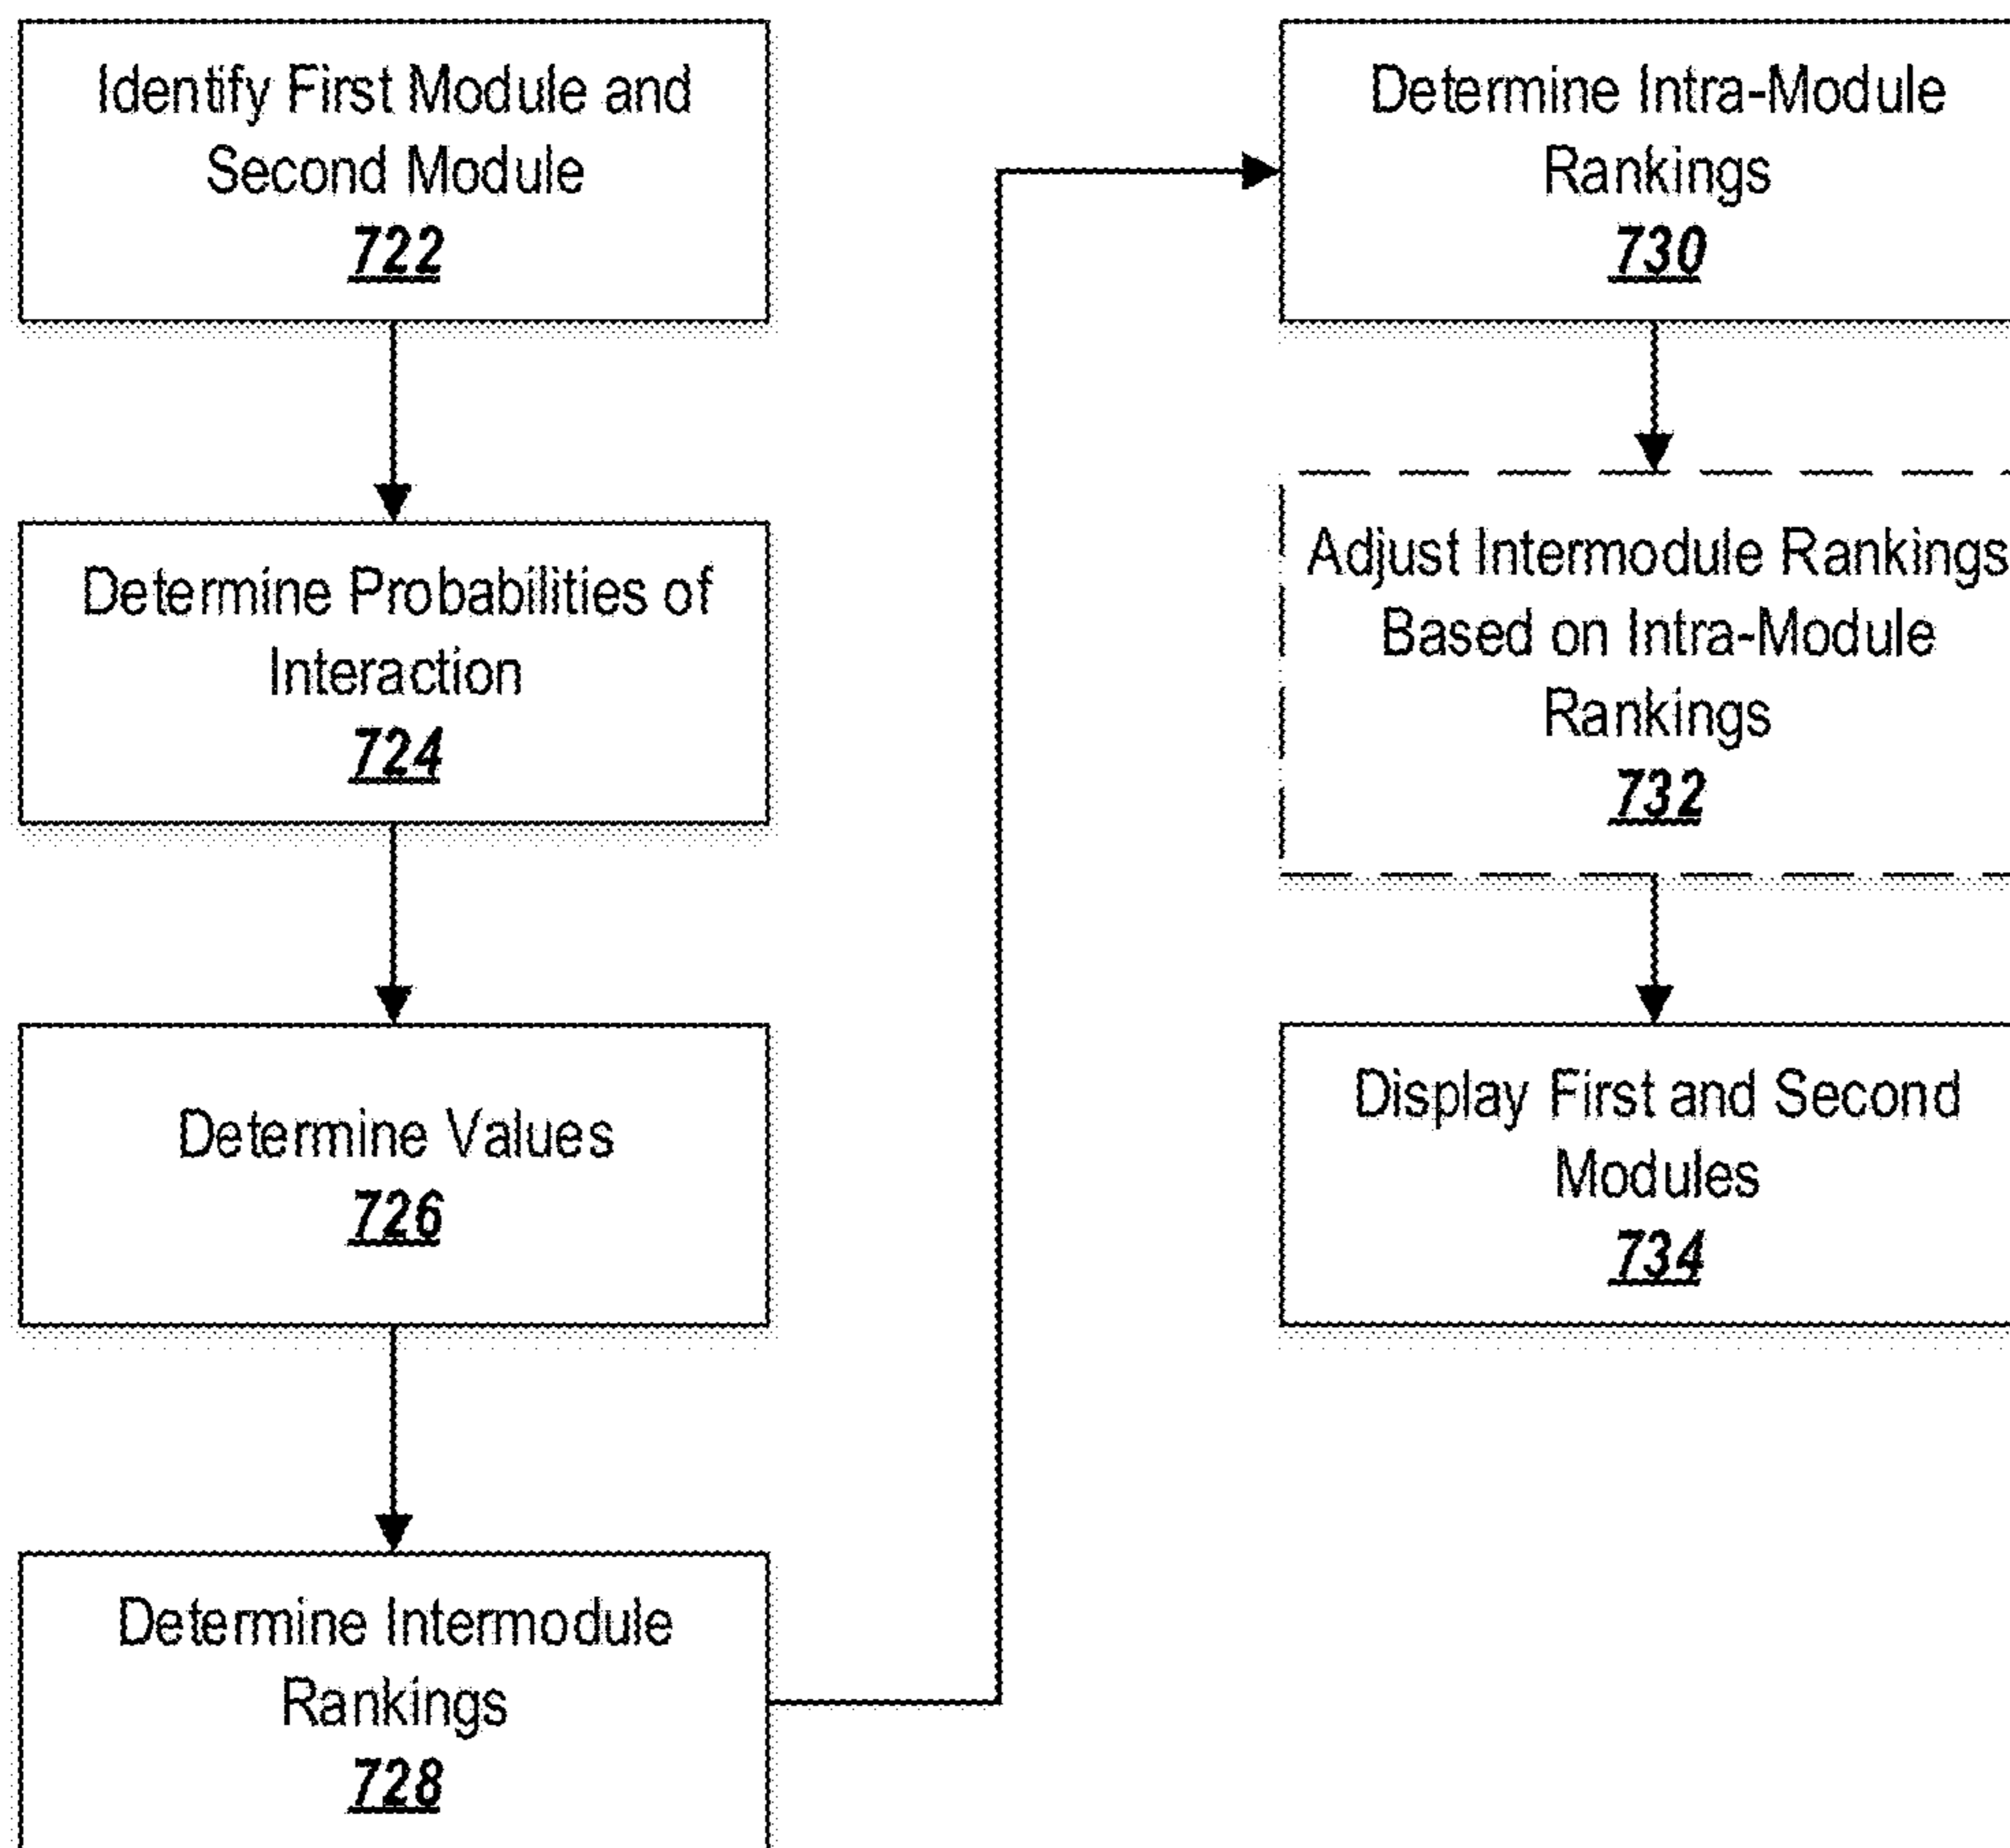 Identify First Module and
Second Module
722
Determine Probabilities of
Interaction
724
Determine Values
726
Determine Intermodule
Rankings
728
Determine Intra-Module
Rankings
730
Adjust Intermodule Rankings
Based on Intra-Module
Rankings
732
Display First and Second
Modules
734